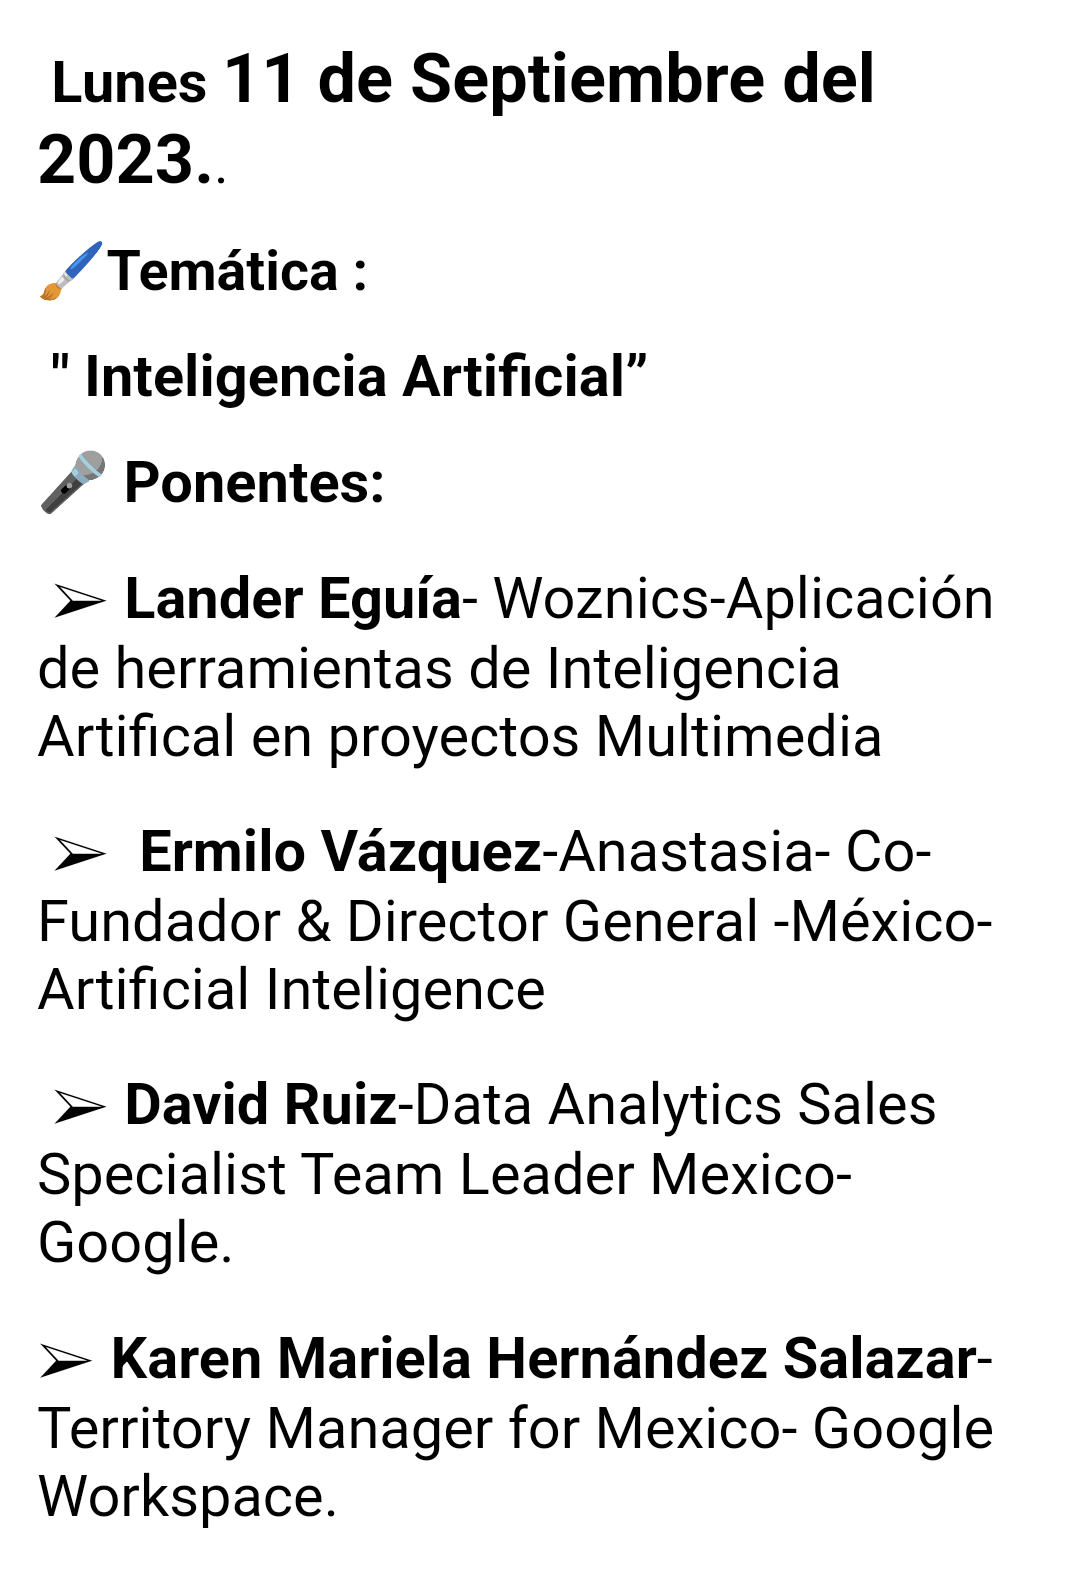 Lunes 11 de Septiembre del
2023..
🖌️Temática :
" Inteligencia Artificial”
🎤 Ponentes:
➢ Lander Eguía- Woznics-Aplicación
de herramientas de Inteligencia
Artifical en proyectos Multimedia
➢ Ermilo Vázquez-Anastasia- Co-
Fundador & Director General -México-
Artificial Inteligence
➢ David Ruiz-Data Analytics Sales
Specialist Team Leader Mexico-
Google.
➢ Karen Mariela Hernández Salazar-
Territory Manager for Mexico- Google
Workspace.